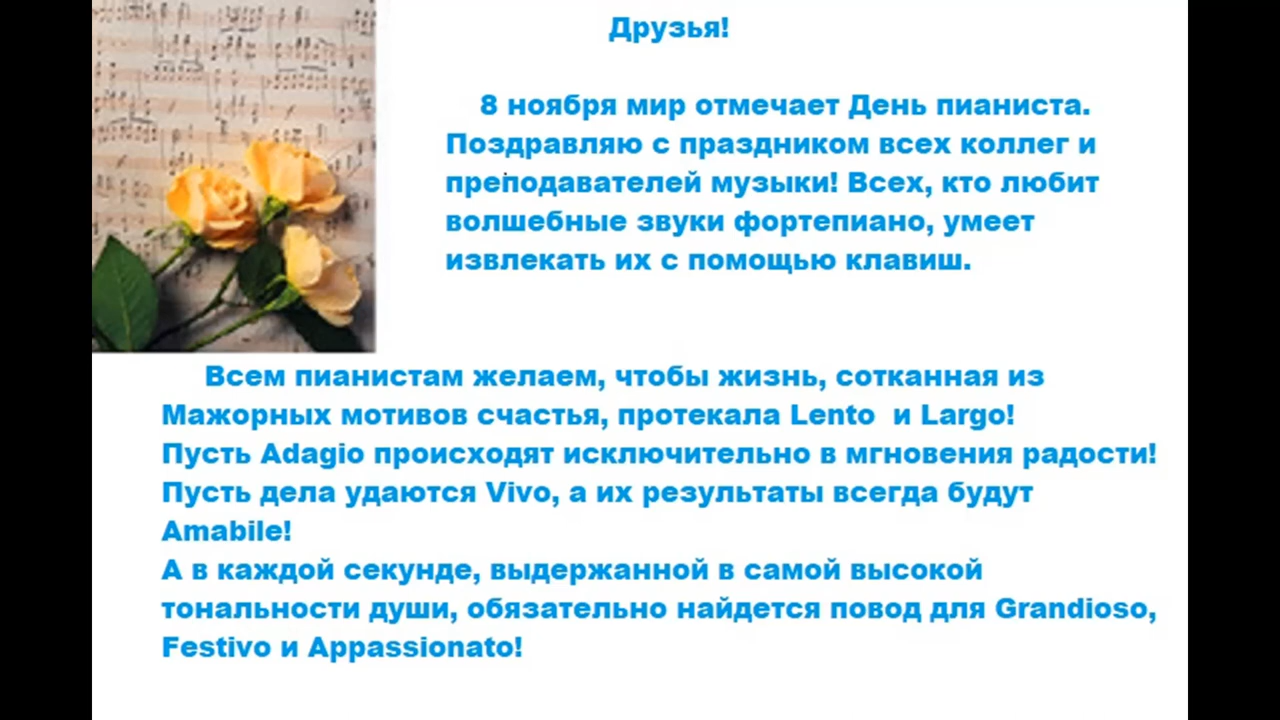 Друзья!
8 ноября мир отмечает День пианиста.
Поздравляю с праздником всех коллег и
преподавателей музыки! Всех, кто любит
волшебные звуки фортепиано, умеет
извлекать их с помощью клавиш.
Всем пианистам желаем, чтобы жизнь, сотканная из
Мажорных мотивов счастья, протекала Lento и Largo!
Пусть Adagio происходят исключительно в мгновения радости!
Пусть дела удаются Vivo, а их результаты всегда будут
Amabile!
А в каждой секунде, выдержанной в самой высокой
тональности души, обязательно найдется повод для Grandioso,
Festivo и Appassionato!